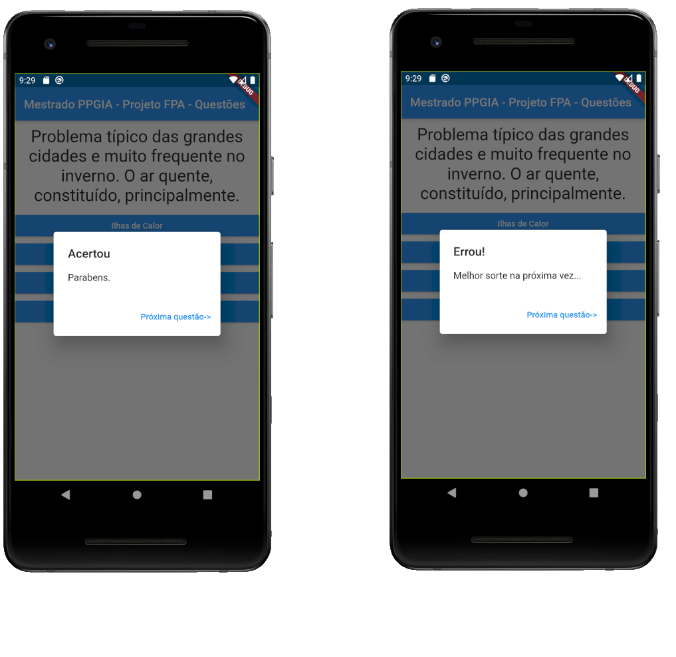 9:29
DEBUG
Mestrado PPGIA - Projeto FPA - Questões
Problema típico das grandes
cidades e muito frequente no
inverno. O ar quente,
constituído, principalmente.
Ilhas de Calor
Acertou
Parabens.
Próxima questão->
9:29
DEBUG
Mestrado PPGIA - Projeto FPA - Questões
Problema típico das grandes
cidades e muito frequente no
inverno. O ar quente,
constituído, principalmente.
Ilhas de Calor
Errou!
Melhor sorte na próxima vez...
Próxima questão->